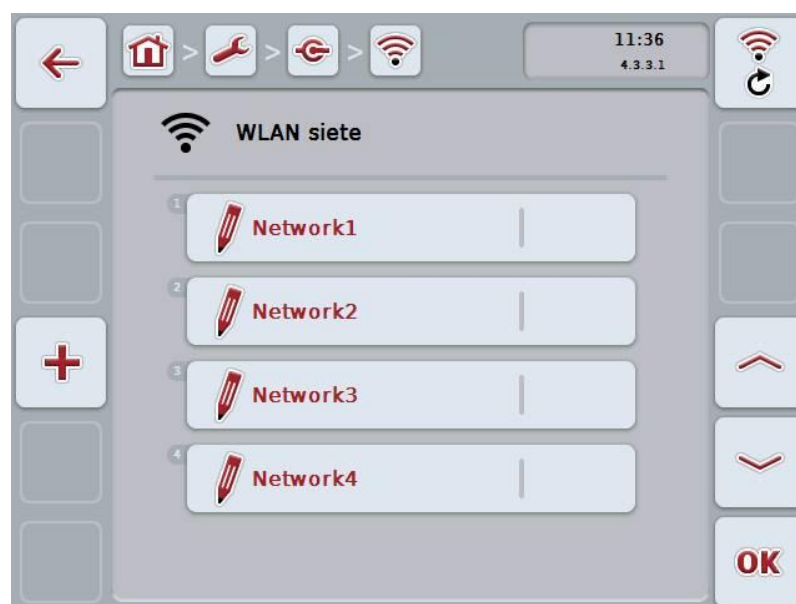 11:36
4.3.3.1
WLAN siete
1
Network1
2
Network2
3
Network3
4
Network4
OK